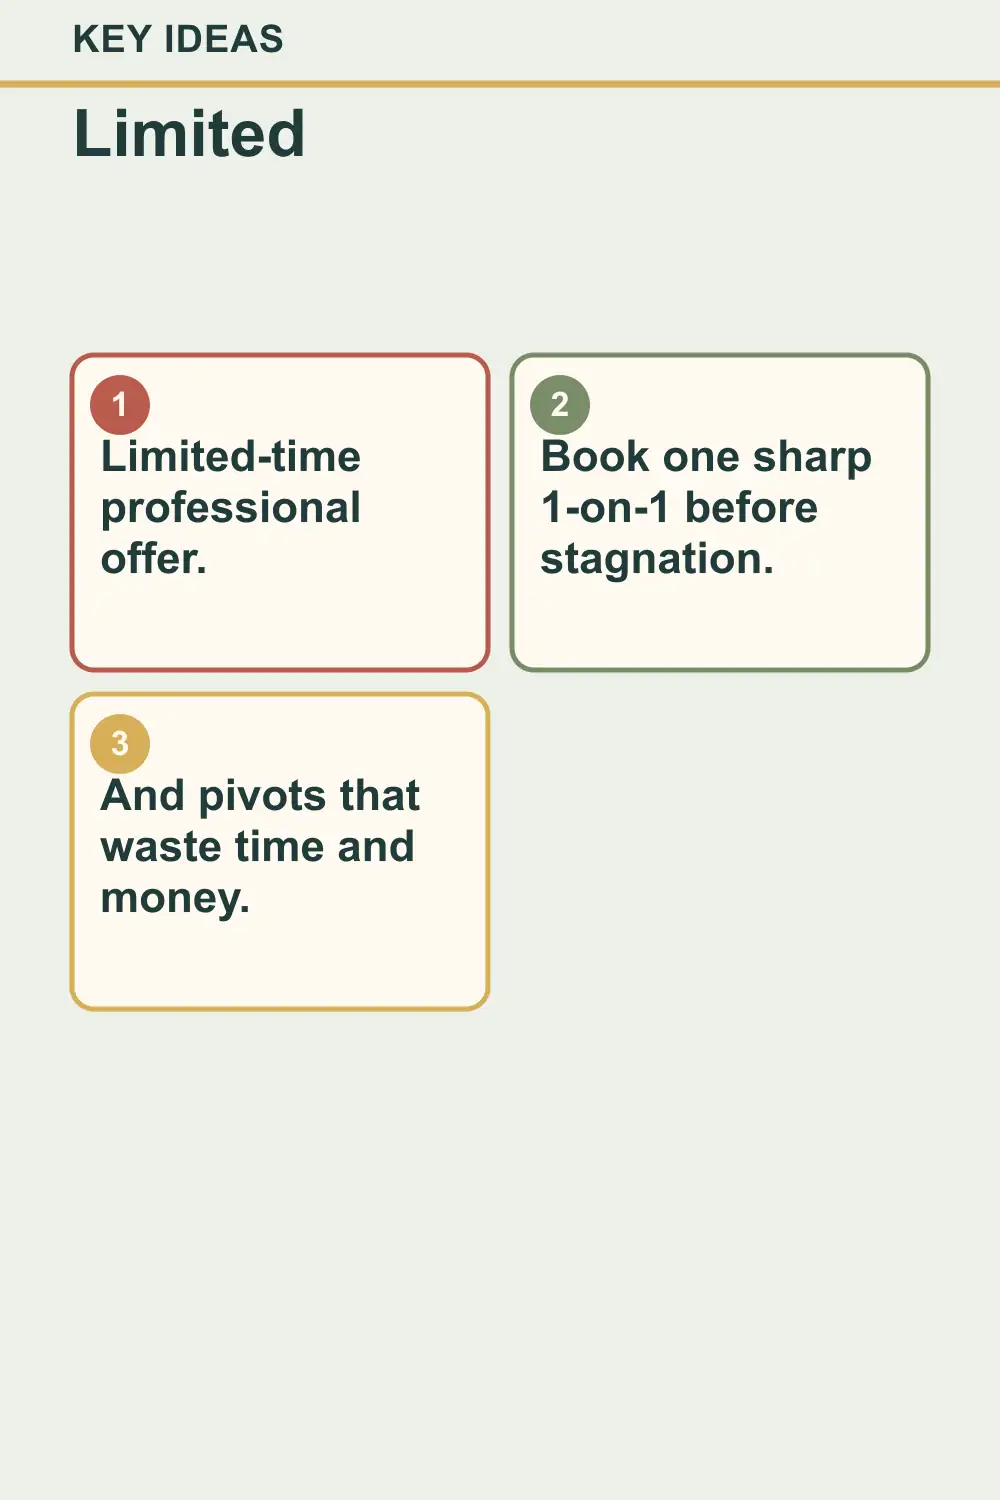 KEY IDEAS
Limited
1
Limited-time
professional
offer.
2
Book one sharp
1-on-1 before
stagnation.
3
And pivots that
waste time and
money.